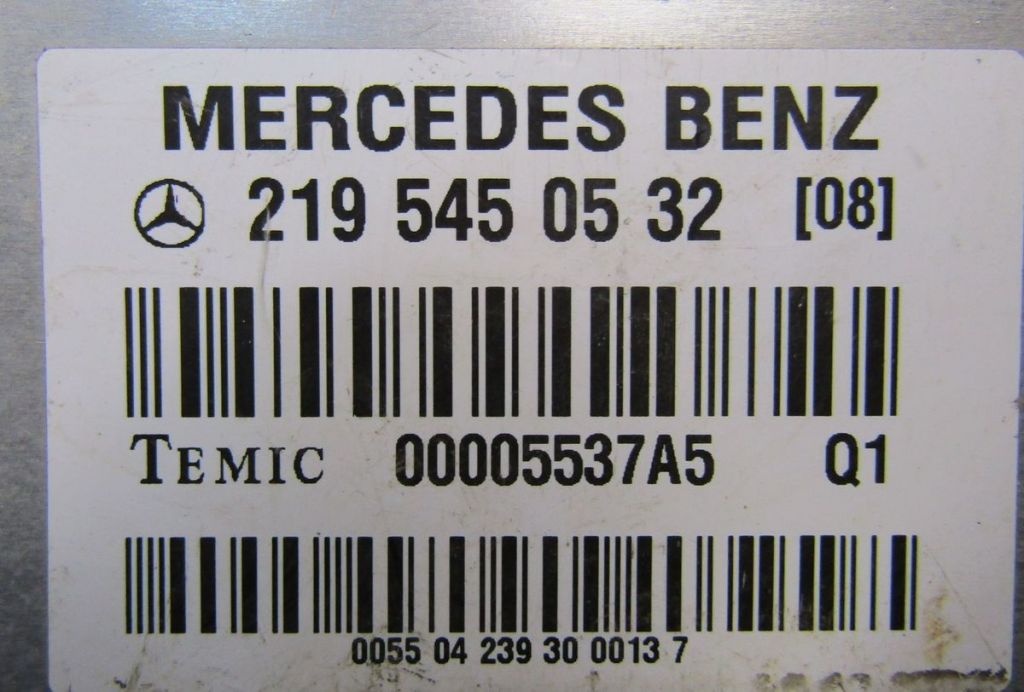 MERCEDES BENZ
219 545 05 32 [08]
TEMIC 00005537A5 Q1
0055 04 239 30 0013 7